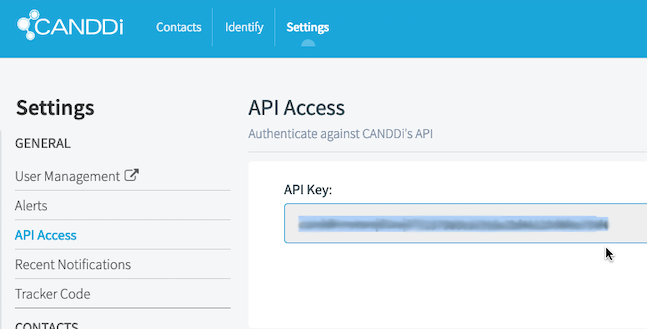 CANDDi
Contacts
Identify
Settings
Settings
GENERAL
User Management
Alerts
API Access
Recent Notifications
Tracker Code
CONTACTS
API Access
Authenticate against CANDDi's API
API Key: